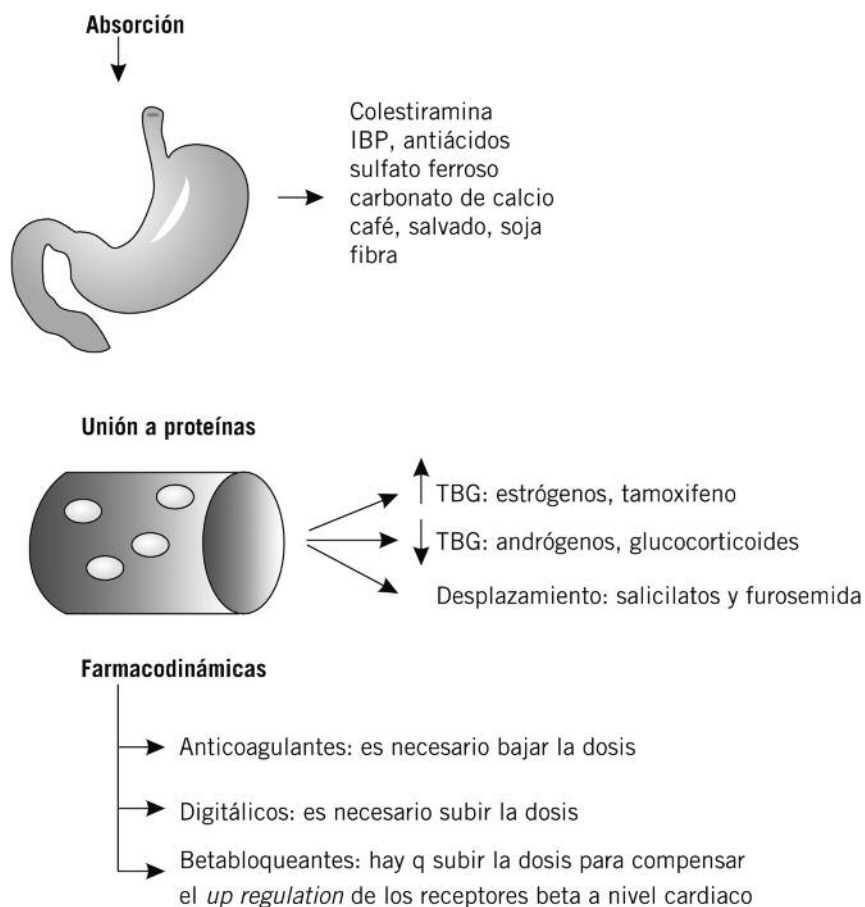 Absorción
Colestiramina
IBP, antiácidos
sulfato ferroso
carbonato de calcio
café, salvado, soja
fibra
Unión a proteínas
TBG: estrógenos, tamoxifeno
TBG: andrógenos, glucocorticoides
Desplazamiento: salicilatos y furosemida
Farmacodinámicas
Anticoagulantes: es necesario bajar la dosis
Digitálicos: es necesario subir la dosis
Betabloqueantes: hay q subir la dosis para compensar
el up regulation de los receptores beta a nivel cardiaco